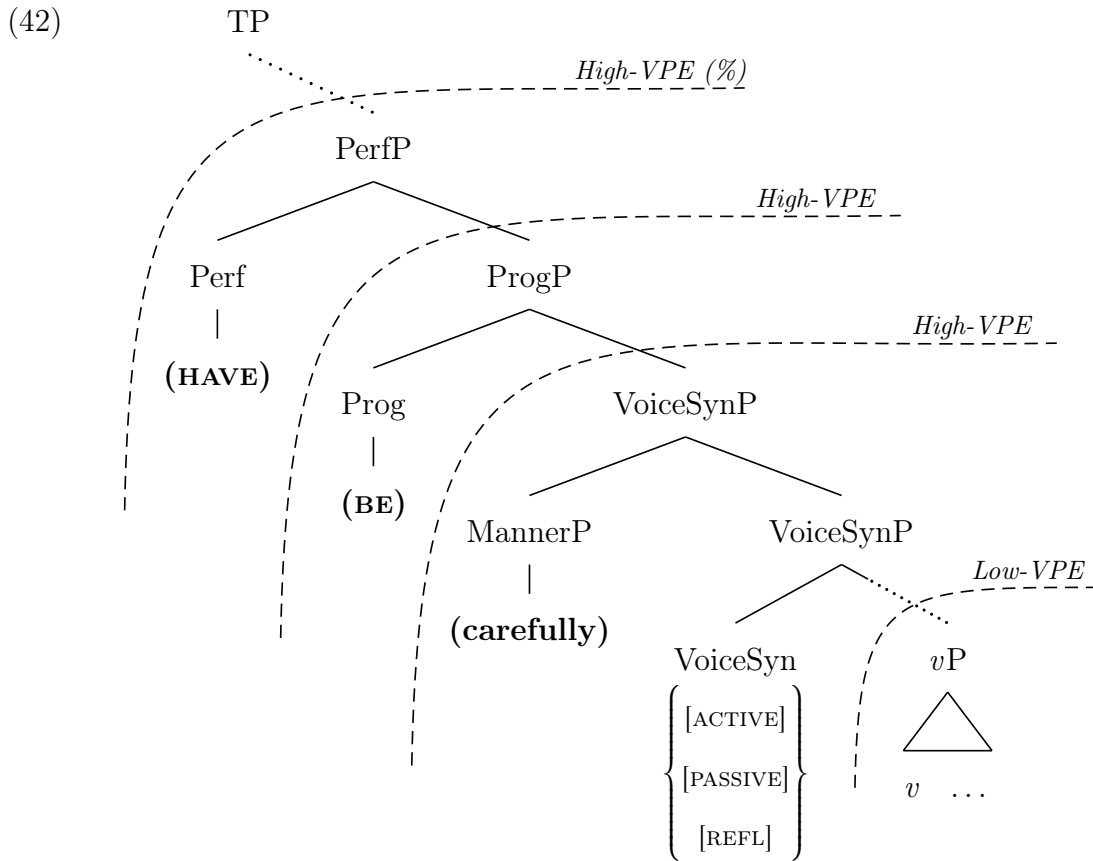 (42) TP
High-VPE (%)
PerfP
High-VPE
Perf ProgP
High-VPE
(HAVE) Prog VoiceSynP
(BE) MannerP VoiceSynP
Low-VPE
(carefully) VoiceSyn vP
[ACTIVE]
[PASSIVE] v ...
[REFL]